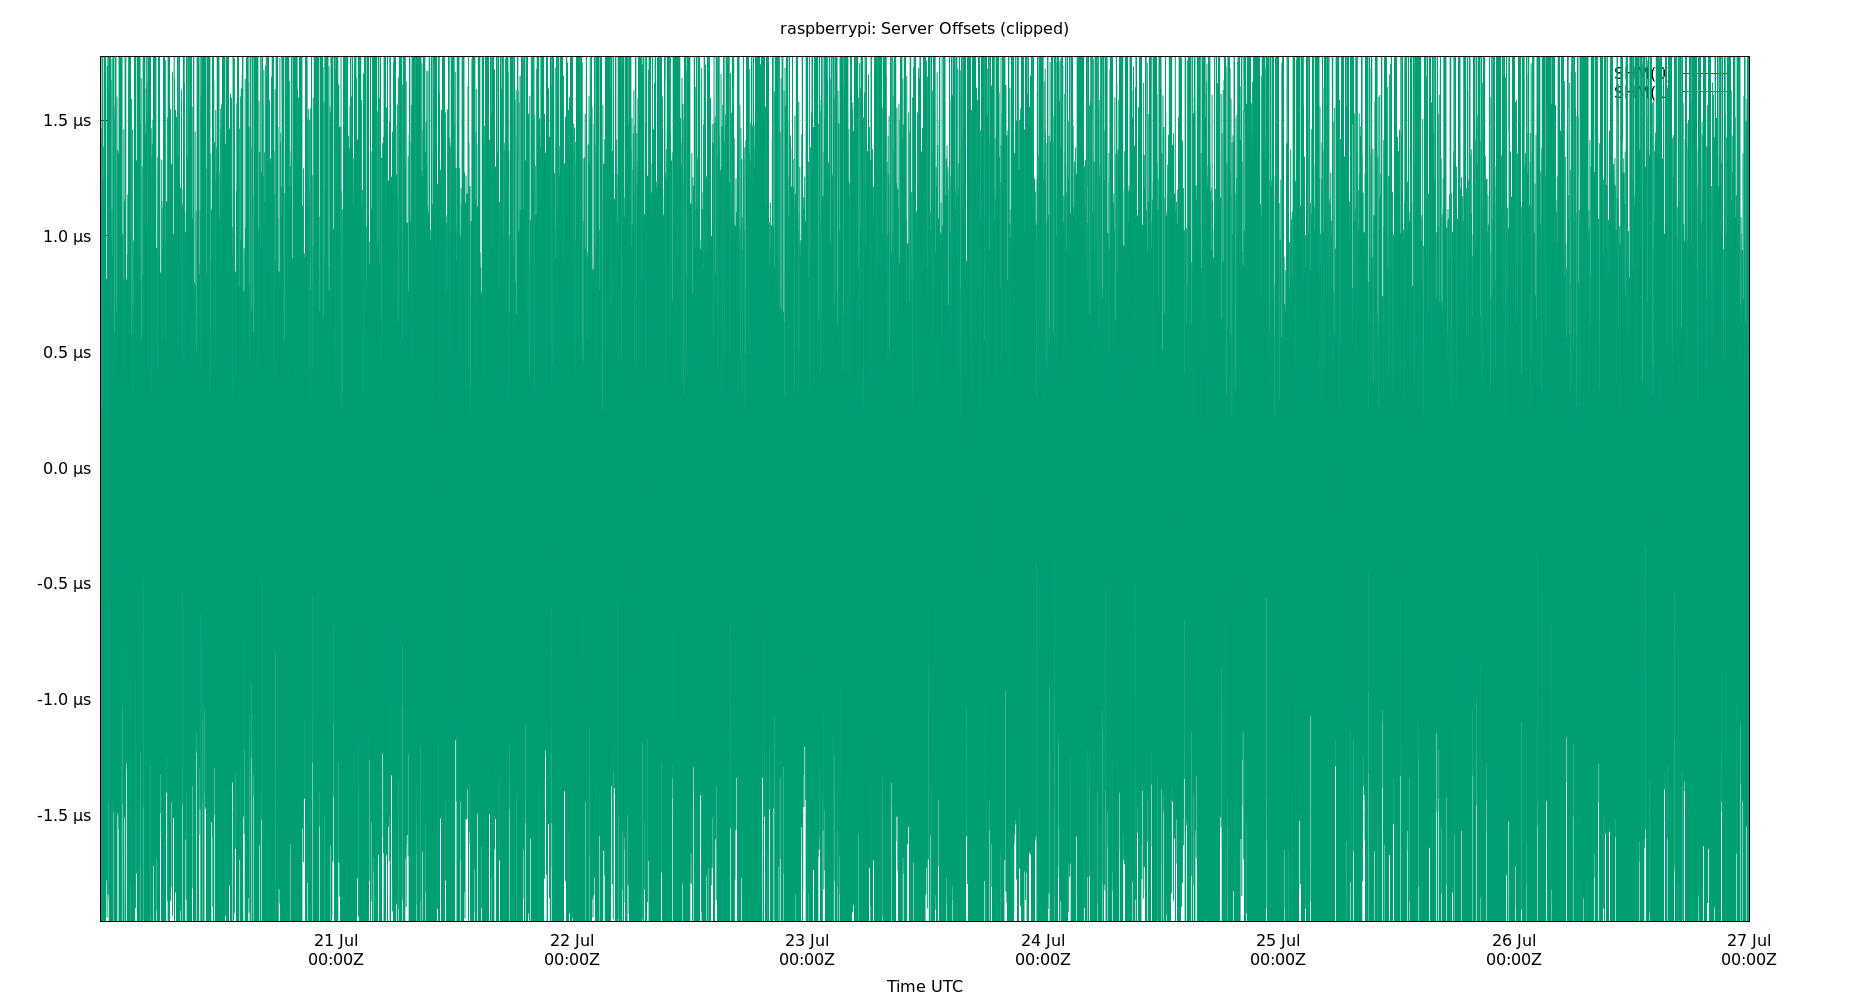 raspberrypi: Server Offsets (clipped)
1.5 µs
1.0 µs
0.5 µs
0.0 µs
-0.5 µs
-1.0 µs
-1.5 µs
21 Jul
00:00Z
22 Jul
00:00Z
23 Jul
00:00Z
24 Jul
00:00Z
25 Jul
00:00Z
26 Jul
00:00Z
27 Jul
00:00Z
Time UTC